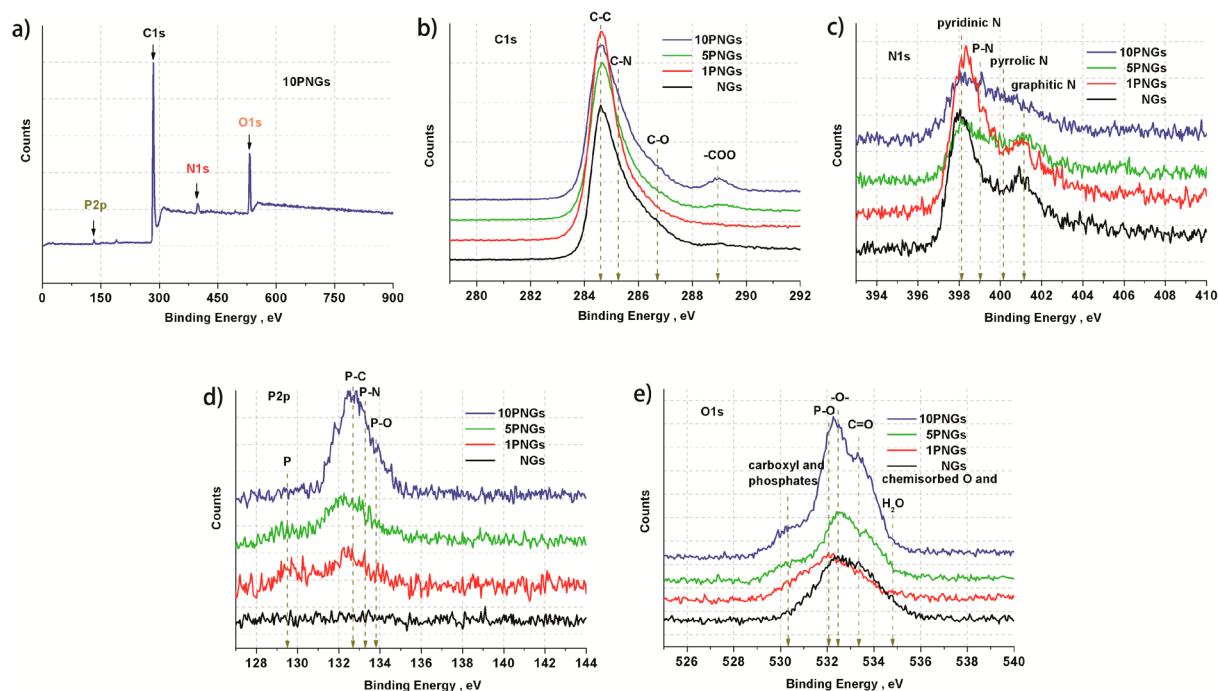 a)
C1s
10PNGs
O1s
N1s
P2p
Counts
0 150 300 450 600 750 900
Binding Energy , eV
b)
C1s
C-C
C-N
C-O
-COO
10PNGs
5PNGs
1PNGs
NGs
Counts
280 282 284 286 288 290 292
Binding Energy , eV
c)
N1s
pyridinic N
P-N
pyrrolic N
graphitic N
10PNGs
5PNGs
1PNGs
NGs
Counts
394 396 398 400 402 404 406 408 410
Binding Energy , eV
d)
P2p
P-C
P-N
P-O
P
10PNGs
5PNGs
1PNGs
NGs
Counts
128 130 132 134 136 138 140 142 144
Binding Energy , eV
e)
O1s
-O-
P-O
C=O
carboxyl and
phosphates
10PNGs
5PNGs
1PNGs
NGs
chemisorbed O and
H₂O
Counts
526 528 530 532 534 536 538 540
Binding Energy , eV